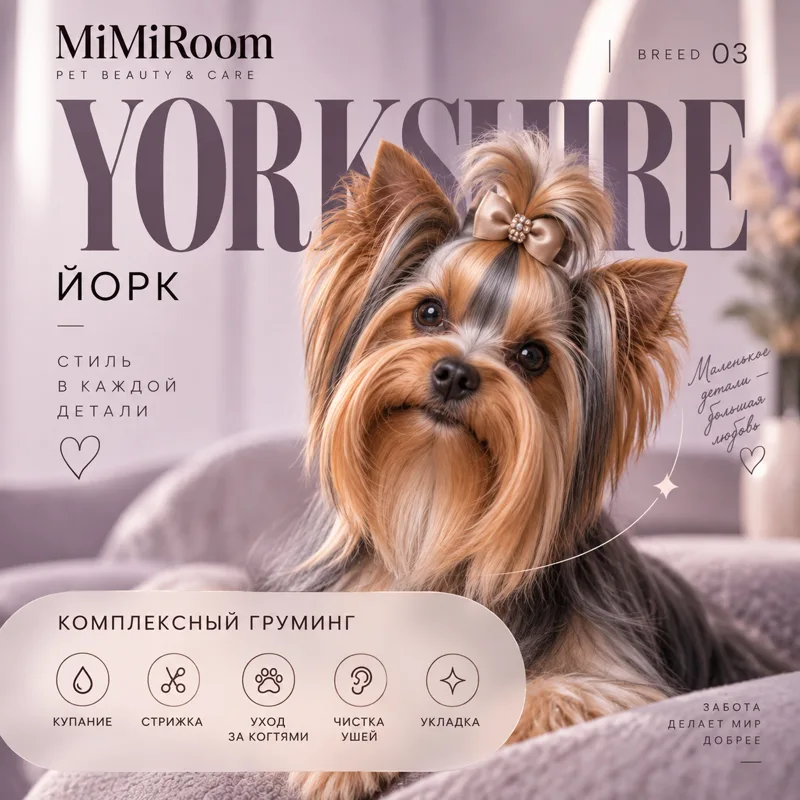 MiMiRoom
PET BEAUTY & CARE
BREED 03
YORKSHIRE
ЙОРК
СТИЛЬ
В КАЖДОЙ
ДЕТАЛИ
Маленькое
детали —
большая
любовь
КОМПЛЕКСНЫЙ ГРУМИНГ
КУПАНИЕ
СТРИЖКА
УХОД
ЗА КОГТЯМИ
ЧИСТКА
УШЕЙ
УКЛАДКА
ЗАБОТА
ДЕЛАЕТ МИР
ДОБРЕЕ